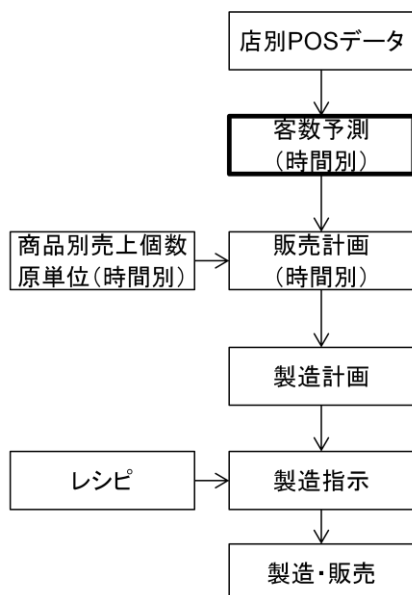 店別POSデータ
客数予測
(時間別)
商品別売上個数
原単位(時間別)
販売計画
(時間別)
製造計画
レシピ
製造指示
製造・販売